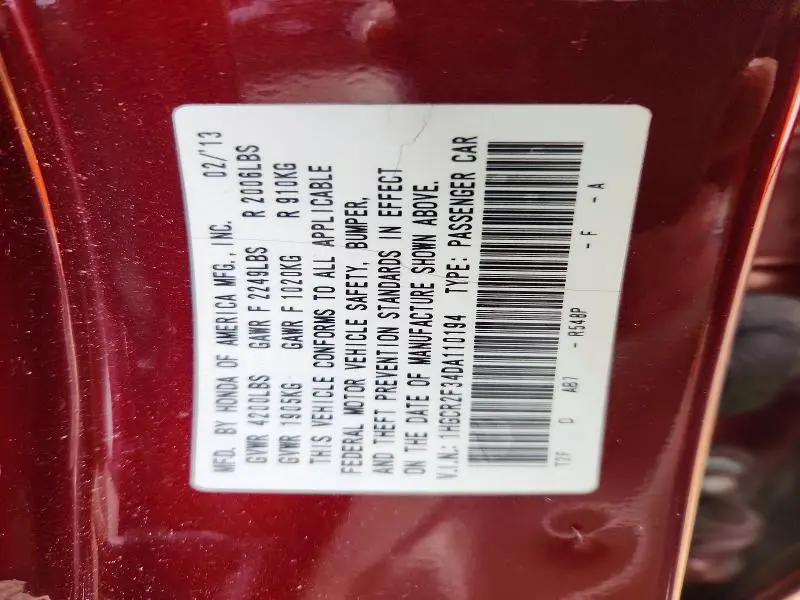 MFD. BY HONDA OF AMERICA MFG., INC. 02/'13
GVWR 4200LBS GAWR F 2249LBS R 2006LBS
GVWR 1905KG GAWR F 1020KG R 910KG
THIS VEHICLE CONFORMS TO ALL APPLICABLE
FEDERAL MOTOR VEHICLE SAFETY, BUMPER,
AND THEFT PREVENTION STANDARDS IN EFFECT
ON THE DATE OF MANUFACTURE SHOWN ABOVE.
V.I.N.: 1HGCR2F34DA110194 TYPE: PASSENGER CAR
T2F D AB7 - R548P - F - A